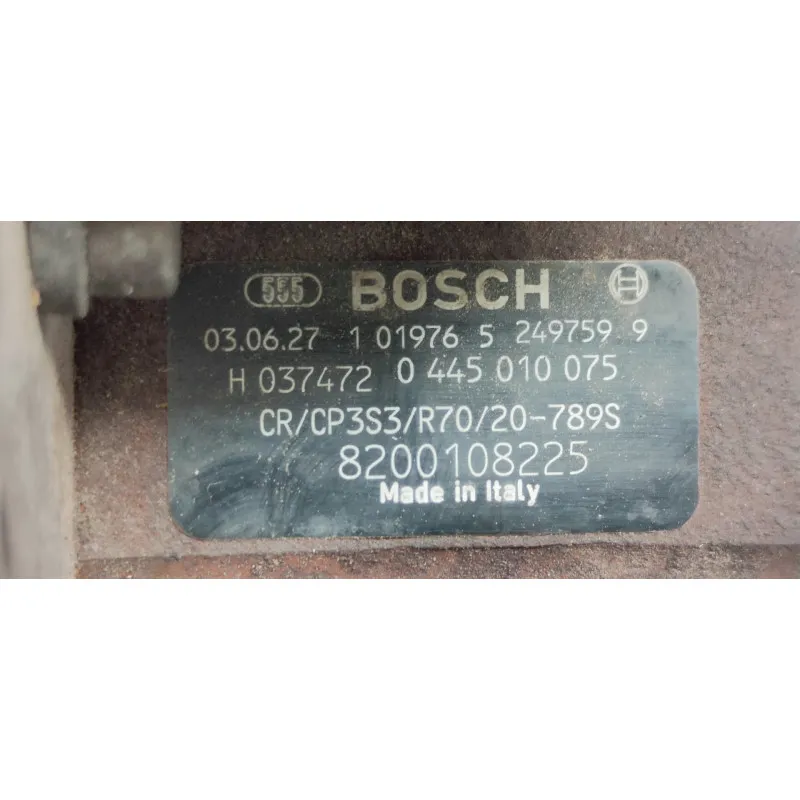 555 BOSCH
03.06.27 1 01976 5 249759 9
H 037472 0 445 010 075
CR/CP3S3/R70/20-789S
8200108225
Made in Italy